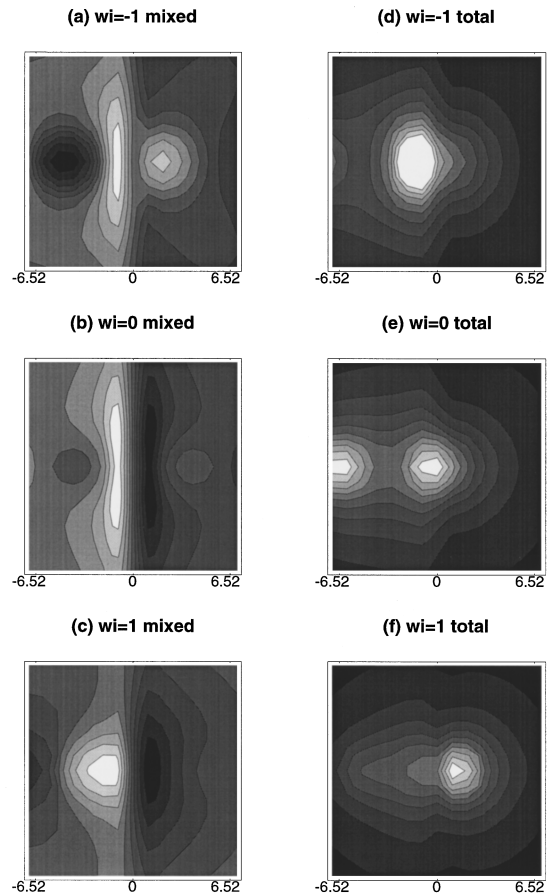 (a) wi=-1 mixed
(d) wi=-1 total
-6.52 0 6.52
-6.52 0 6.52
(b) wi=0 mixed
(e) wi=0 total
-6.52 0 6.52
-6.52 0 6.52
(c) wi=1 mixed
(f) wi=1 total
-6.52 0 6.52
-6.52 0 6.52